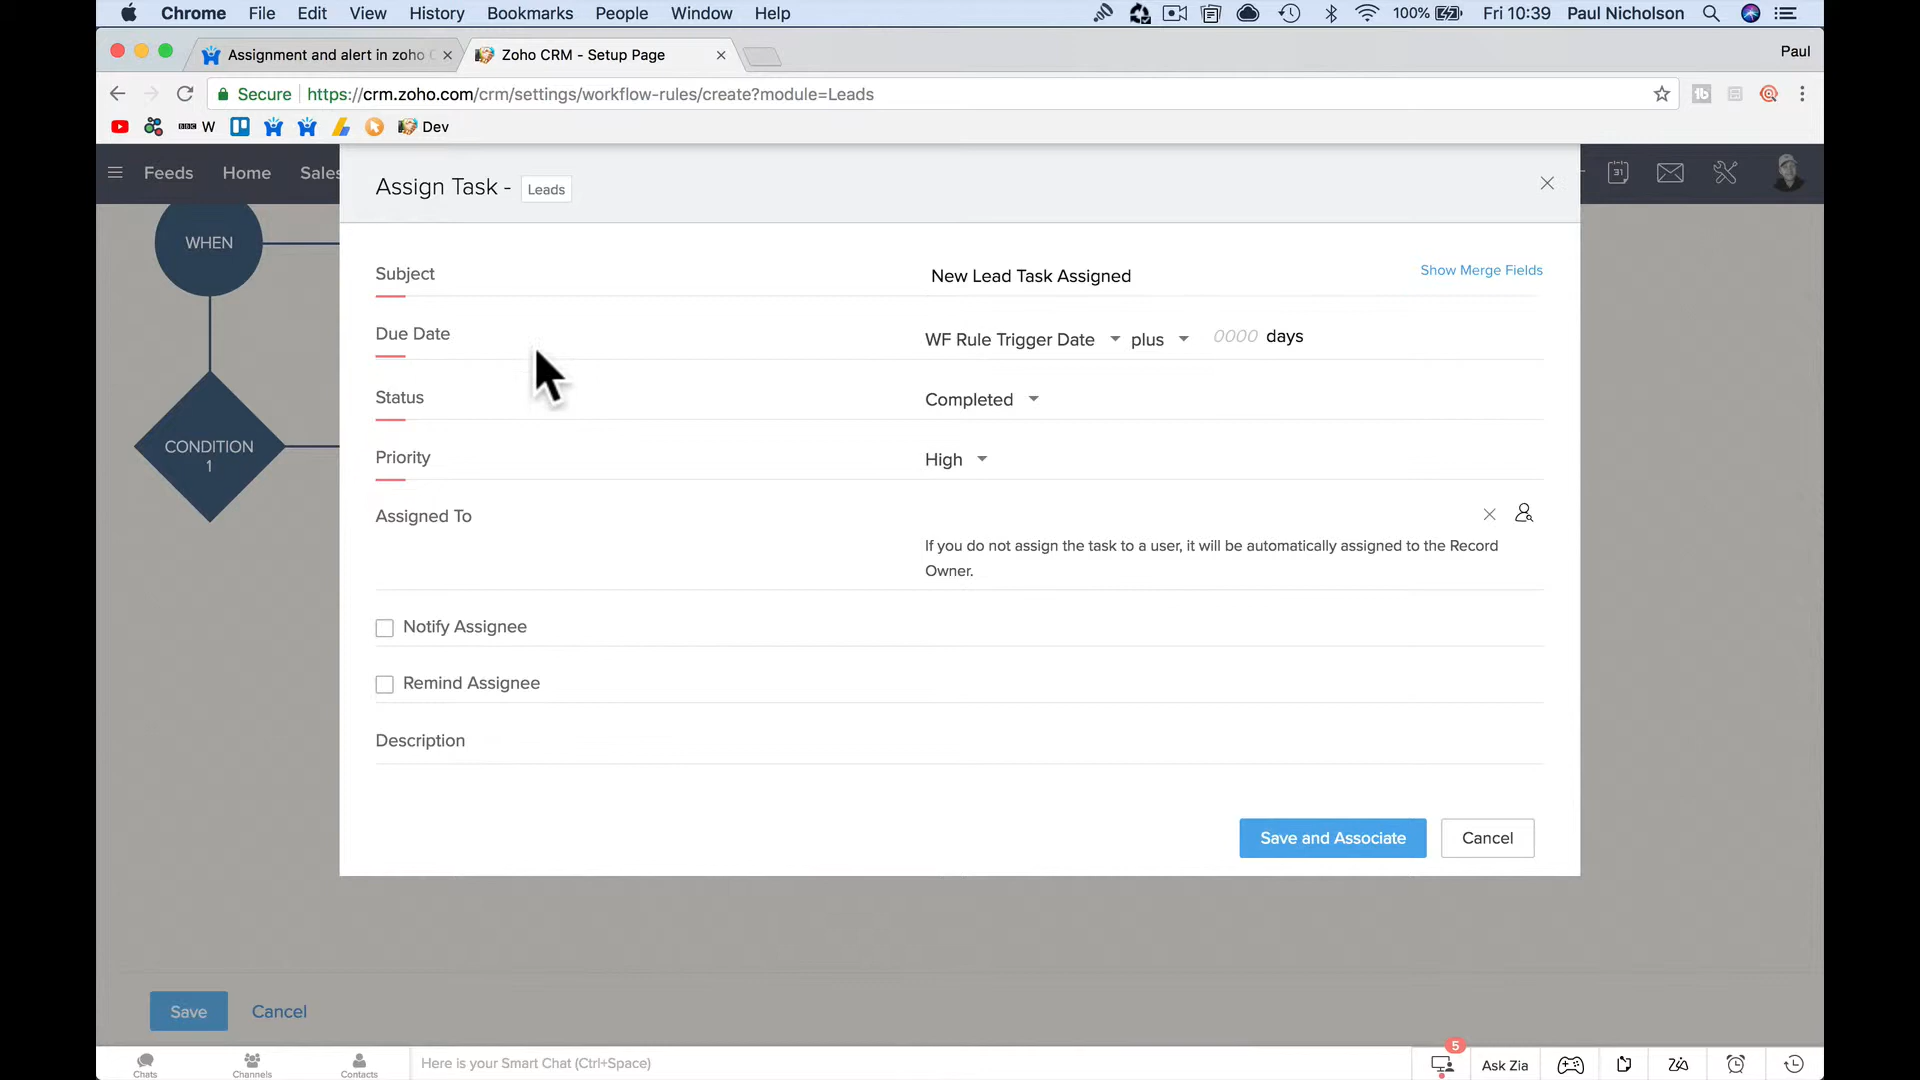 Chrome File Edit View History Bookmarks People Window Help 100% Fri 10:39 Paul Nicholson
Assignment and alert in zoho C Zoho CRM - Setup Page Paul
Secure https://crm.zoho.com/crm/settings/workflow-rules/create?module=Leads
BBC W Dev
Feeds Home Sales
31
Assign Task - Leads
WHEN
CONDITION
1
Subject New Lead Task Assigned Show Merge Fields
Due Date WF Rule Trigger Date plus 0000 days
Status Completed
Priority High
Assigned To
If you do not assign the task to a user, it will be automatically assigned to the Record
Owner.
Notify Assignee
Remind Assignee
Description
Save and Associate Cancel
Save Cancel
Chats Channels Contacts Here is your Smart Chat (Ctrl+Space) 5 Ask Zia